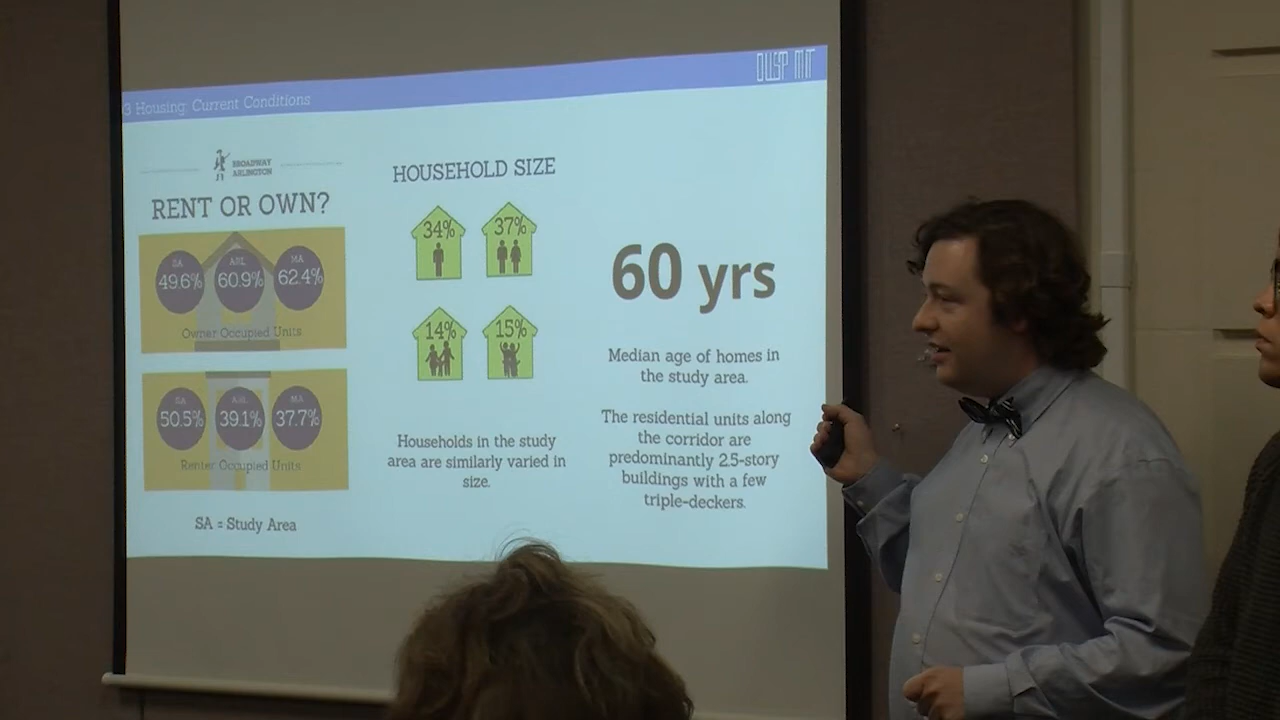 3 Housing: Current Conditions
DUSP MIT
BROADWAY
ARLINGTON
RENT OR OWN?
SA
ARL
MA
49.6%
60.9%
62.4%
Owner Occupied Units
SA
ARL
MA
50.5%
39.1%
37.7%
Renter Occupied Units
SA = Study Area
HOUSEHOLD SIZE
34%
37%
14%
15%
Households in the study
area are similarly varied in
size.
60 yrs
Median age of homes in
the study area.
The residential units along
the corridor are
predominantly 2.5-story
buildings with a few
triple-deckers.